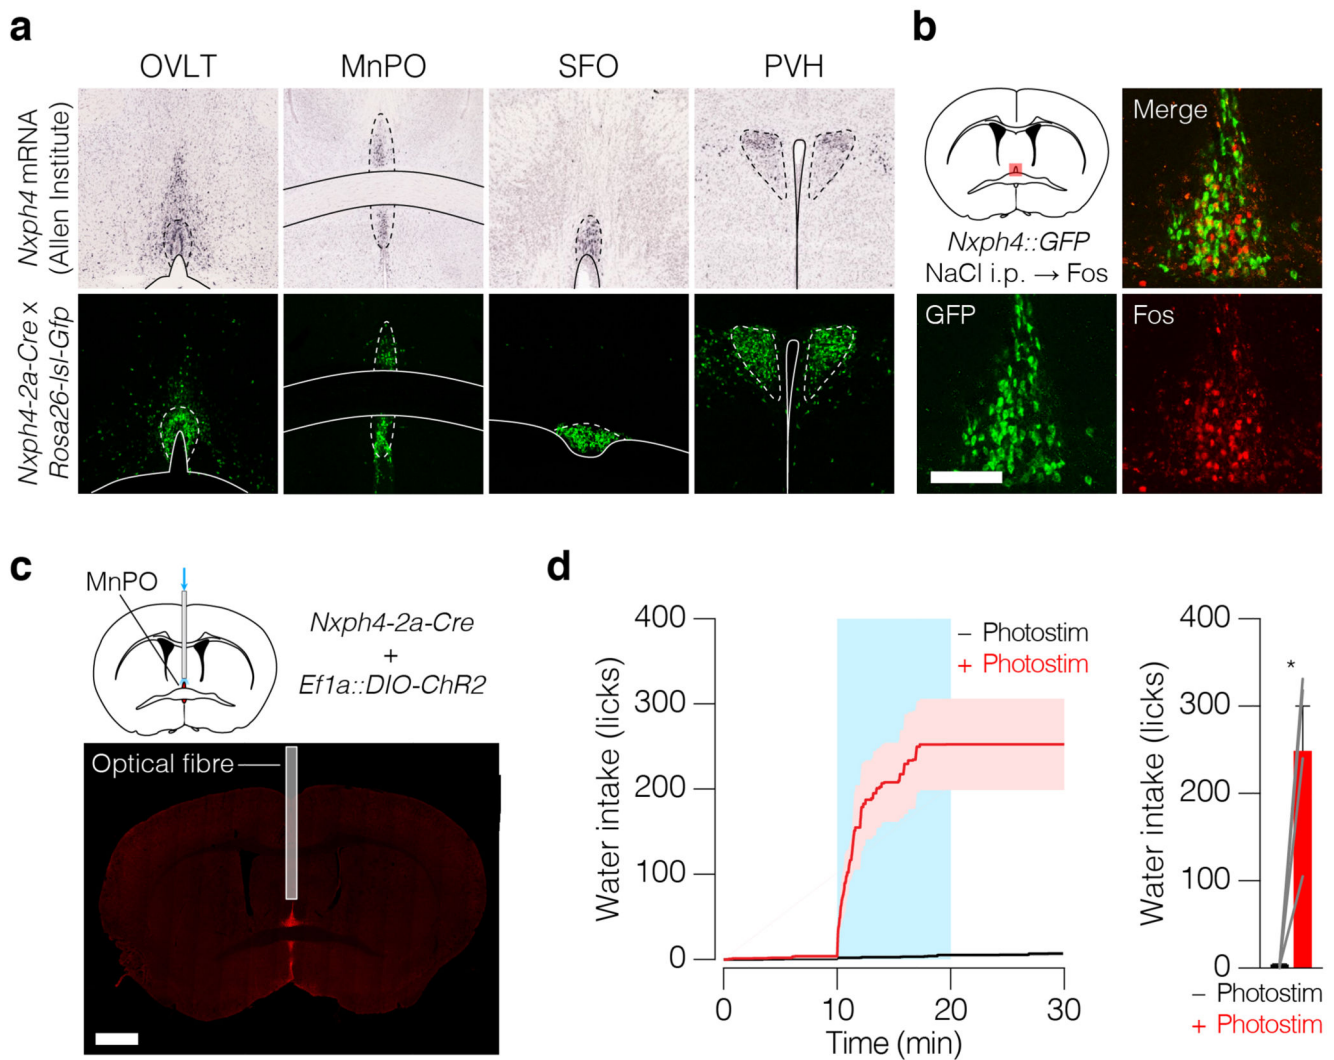 a
OVLT MnPO SFO PVH
Nxph4 mRNA
(Allen Institute)
Nxph4-2a-Cre x
Rosa26-lsl-Gfp
b
Merge
Nxph4::GFP
NaCl i.p. → Fos
GFP
Fos
c
MnPO
Nxph4-2a-Cre
+
Ef1a::DIO-ChR2
Optical fibre
d
Water intake (licks)
400
300
200
100
0
– Photostim
+ Photostim
0 10 20 30
Time (min)
Water intake (licks)
400
300
200
100
0
*
– Photostim
+ Photostim